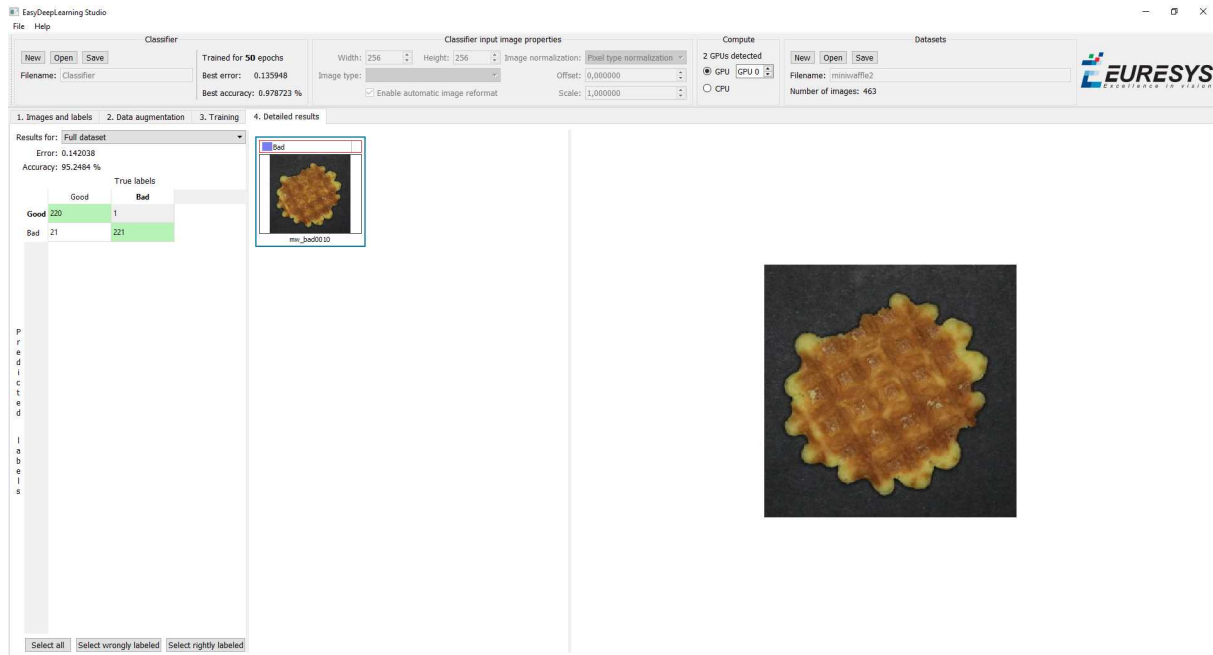 EasyDeepLearning Studio
File Help
Classifier
New Open Save
Filename: Classifier
Trained for 50 epochs
Best error: 0.135948
Best accuracy: 0.978723 %
Classifier input image properties
Width: 256 Height: 256 Image normalization: Pixel type normalization
Image type: Offset: 0,000000
Enable automatic image reformat Scale: 1,000000
Compute
2 GPUs detected
GPU GPU 0
CPU
Datasets
New Open Save
Filename: miniwaffle2
Number of images: 463
EURESYS
Excellence in vision
1. Images and labels 2. Data augmentation 3. Training 4. Detailed results
Results for: Full dataset
Error: 0.142038
Accuracy: 95.2484 %
True labels
Good Bad
Good 220 1
Bad 21 221
Predicted labels
Bad
mw_bad0010
Select all Select wrongly labeled Select rightly labeled